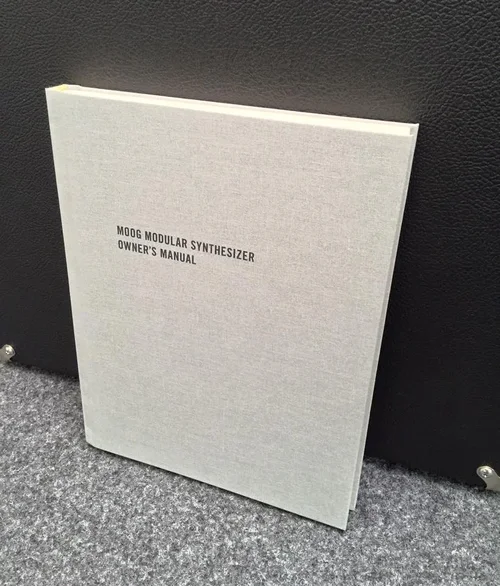 MOOG MODULAR SYNTHESIZER
OWNER'S MANUAL